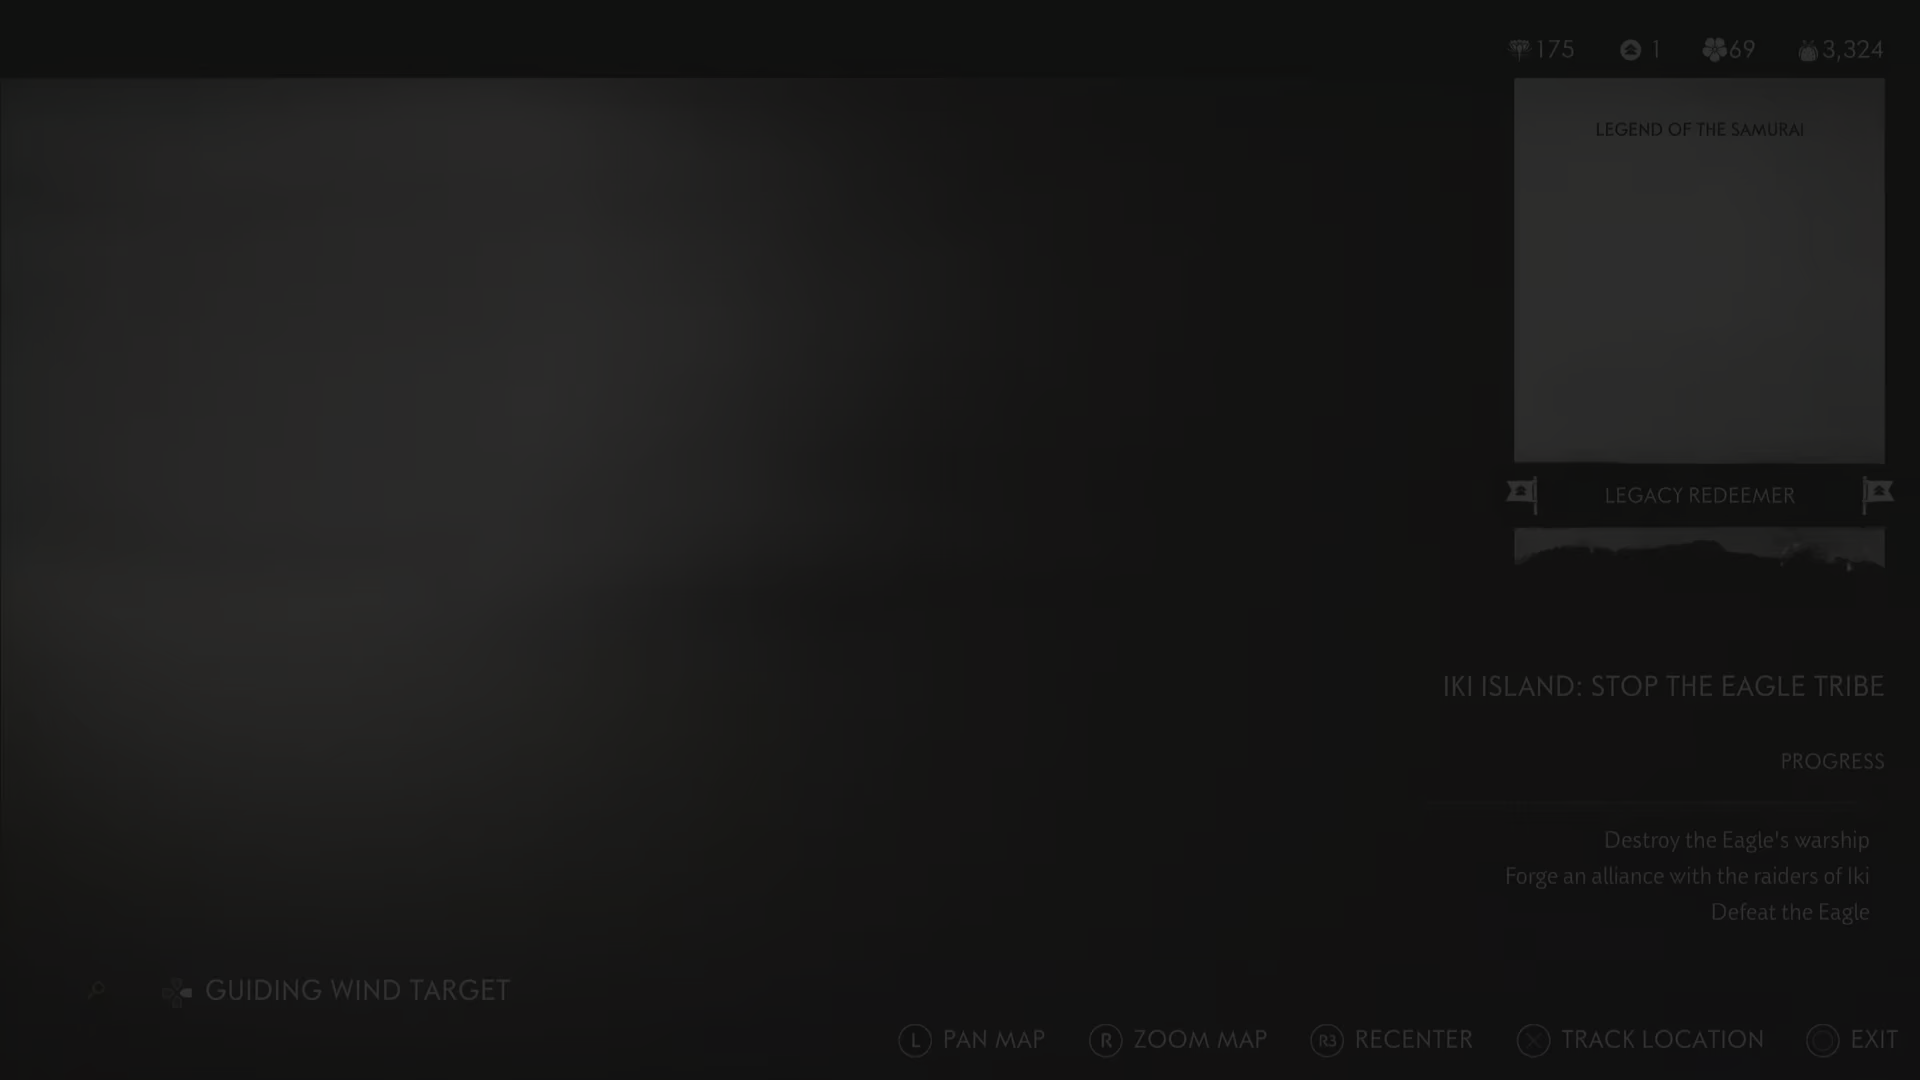 175 1 69 3,324
LEGEND OF THE SAMURAI
LEGACY REDEEMER
IKI ISLAND: STOP THE EAGLE TRIBE
PROGRESS
Destroy the Eagle's warship
Forge an alliance with the raiders of Iki
Defeat the Eagle
GUIDING WIND TARGET
L PAN MAP R ZOOM MAP R3 RECENTER TRACK LOCATION EXIT